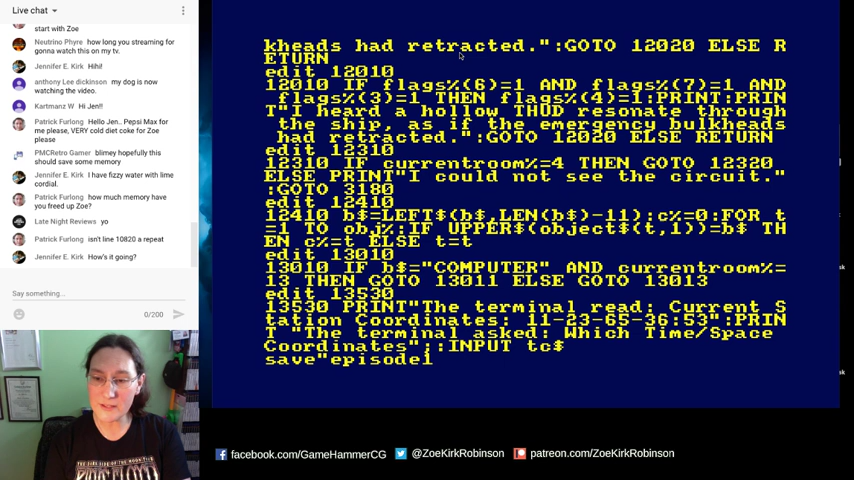 Live chat
start with Zoe
Neutrino Phyre how long you streaming for
gonna watch this on my tv.
Jennifer E. Kirk Hihi!
anthony Lee dickinson my dog is now
watching the video.
Kartmanz W Hi Jen!!
Patrick Furlong Hello Jen.. Pepsi Max for
me please, VERY cold diet coke for Zoe
please
PMCRetro Gamer blimey hopefully this
should save some memory
Jennifer E. Kirk I have fizzy water with lime
cordial.
Patrick Furlong how much memory have
you freed up Zoe?
Late Night Reviews yo
Patrick Furlong isn't line 10820 a repeat
Jennifer E. Kirk How's it going?
Say something...
0/200
kheads had retracted.":GOTO 12020 ELSE R
ETURN
edit 12010
12010 IF flags%(6)=1 AND flags%(7)=1 AND
flags%(3)=1 THEN flags%(4)=1:PRINT:PRIN
T"I heard a hollow THUD resonate through
the ship, as if the emergency bulkheads
had retracted.":GOTO 12020 ELSE RETURN
edit 12310
12310 IF currentroom%=4 THEN GOTO 12320
ELSE PRINT"I could not see the circuit."
:GOTO 3180
edit 12410
12410 b$=LEFT$(b$,LEN(b$)-11):c%=0:FOR t
=1 TO obj%:IF UPPER$(object$(t,1))=b$ TH
EN c%=t ELSE t=t
edit 13010
13010 IF b$="COMPUTER" AND currentroom%=
13 THEN GOTO 13011 ELSE GOTO 13013
edit 13530
13530 PRINT"The terminal read: Current S
tation Coordinates: 11-23-65-36:53":PRIN
T "The terminal asked: Which Time/Space
Coordinates";:INPUT tc$
save"episode1
facebook.com/GameHammerCG
@ZoeKirkRobinson
patreon.com/ZoeKirkRobinson